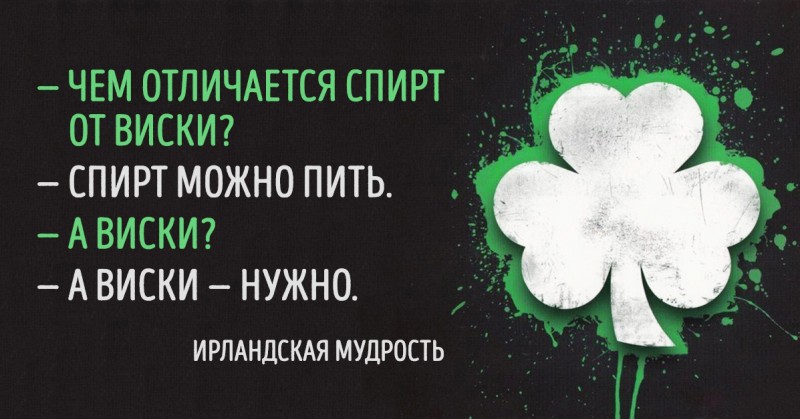 – ЧЕМ ОТЛИЧАЕТСЯ СПИРТ
ОТ ВИСКИ?
– СПИРТ МОЖНО ПИТЬ.
– А ВИСКИ?
– А ВИСКИ – НУЖНО.
ИРЛАНДСКАЯ МУДРОСТЬ